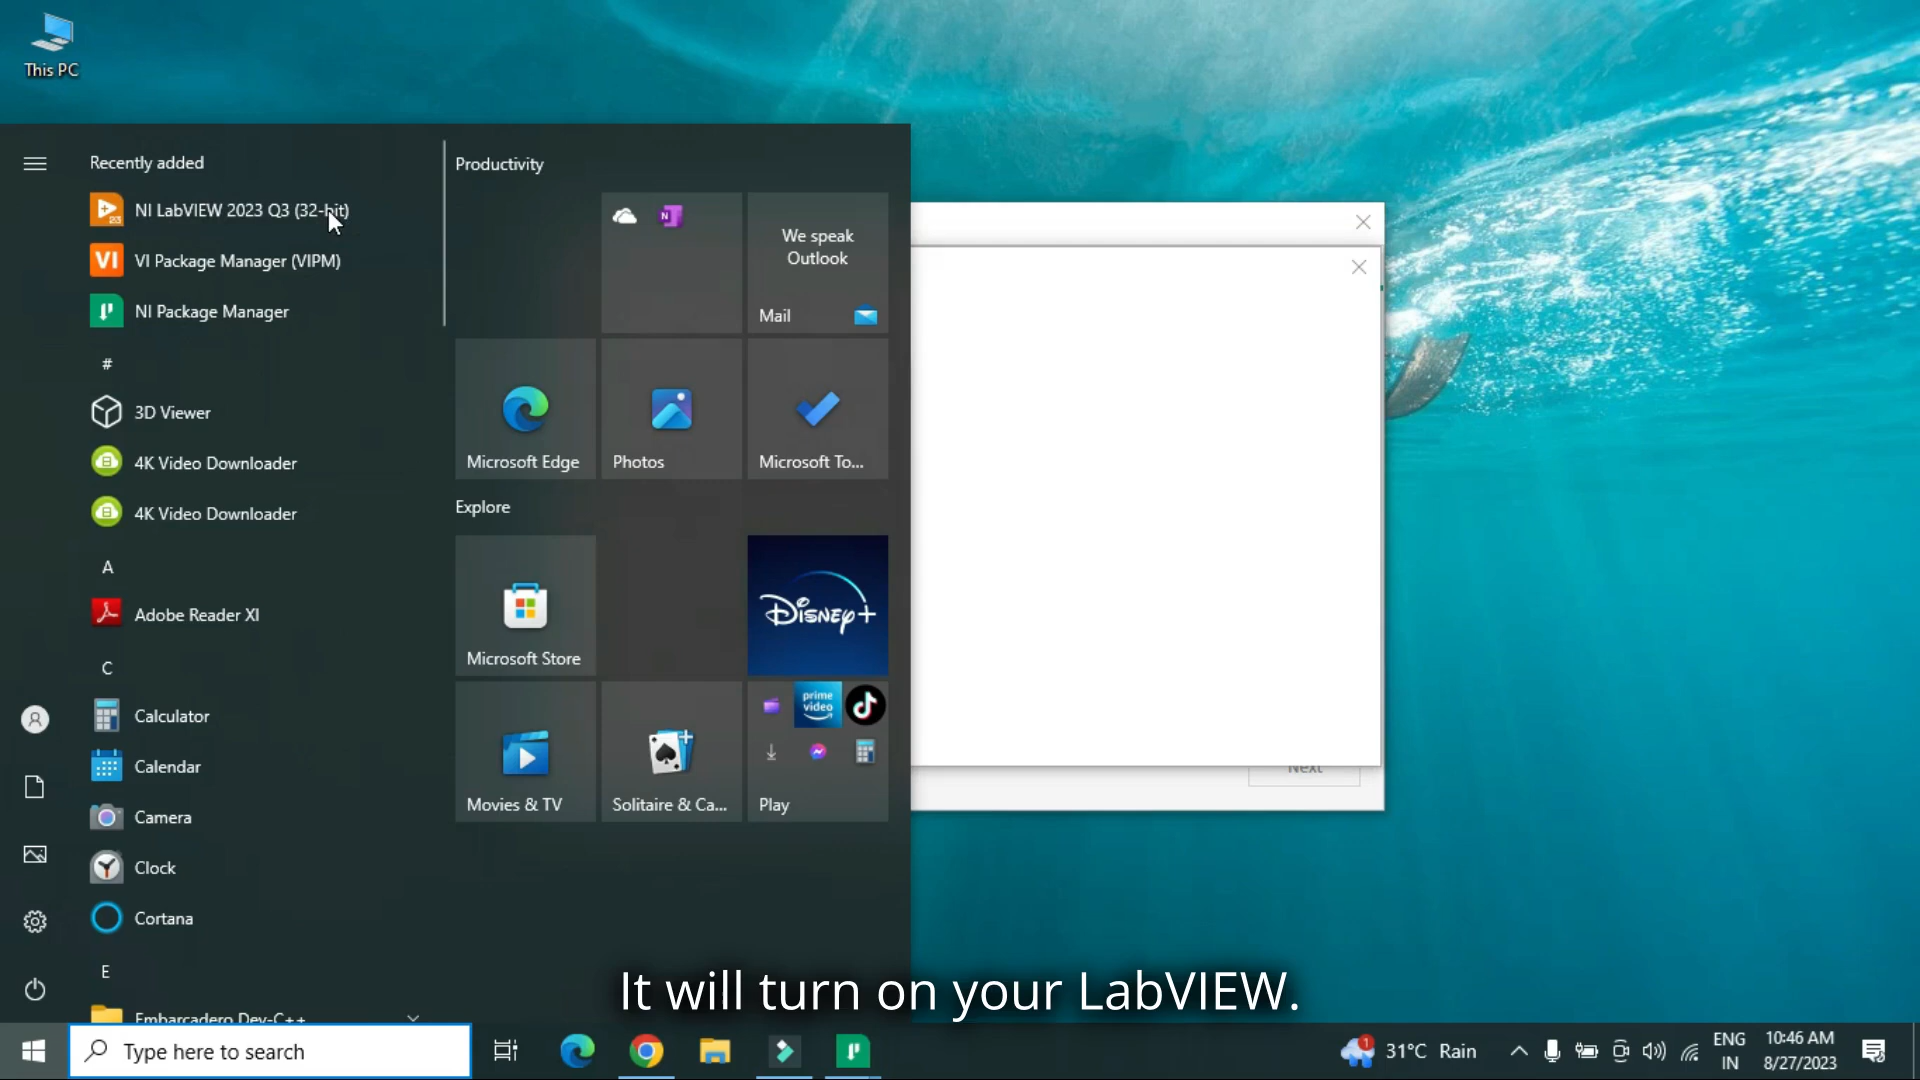 This PC
Recently added
NI LabVIEW 2023 Q3 (32-bit)
VI Package Manager (VIPM)
NI Package Manager
#
3D Viewer
4K Video Downloader
4K Video Downloader
A
Adobe Reader XI
C
Calculator
Calendar
Camera
Clock
Cortana
E
Embarcadero Dev-C++
Productivity
We speak
Outlook
Mail
Microsoft Edge
Photos
Microsoft To...
Explore
Microsoft Store
Disney+
Movies & TV
Solitaire & Ca...
prime
video
Play
Next
It will turn on your LabVIEW.
Type here to search
1
31°C Rain
ENG
IN
10:46 AM
8/27/2023